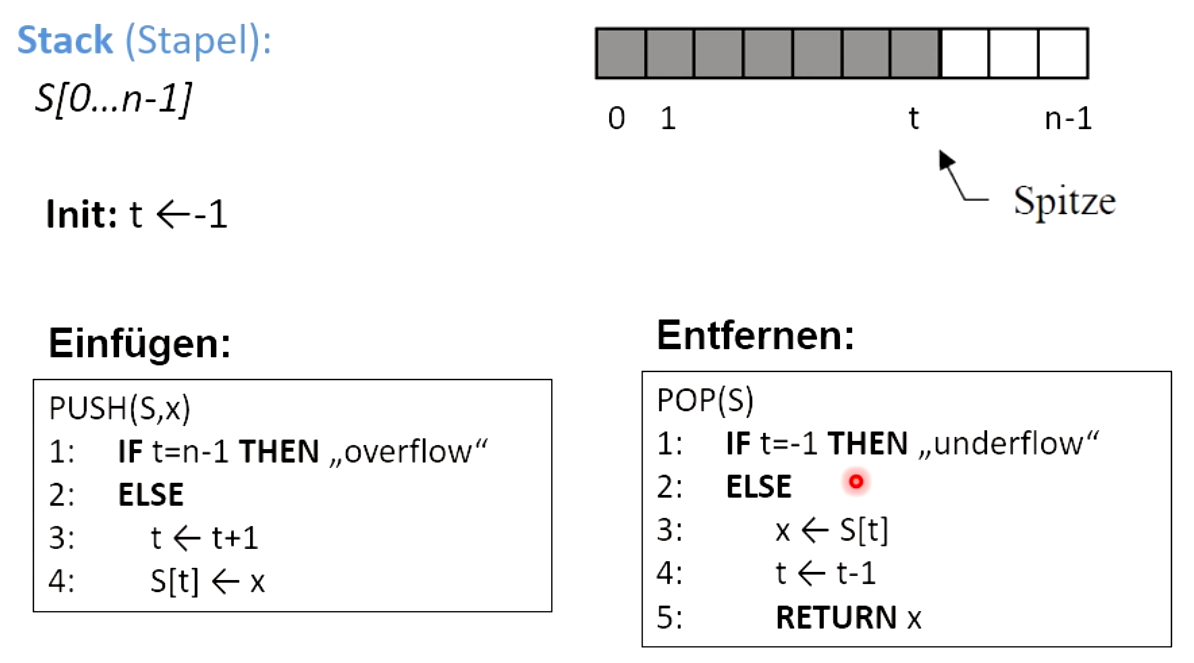 Stack (Stapel):
S[0...n-1]
0 1 t n-1
Spitze
Init: t ←-1
Einfügen:
PUSH(S,x)
1: IF t=n-1 THEN „overflow“
2: ELSE
3: t ← t+1
4: S[t] ← x
Entfernen:
POP(S)
1: IF t=-1 THEN „underflow“
2: ELSE
3: x ← S[t]
4: t ← t-1
5: RETURN x